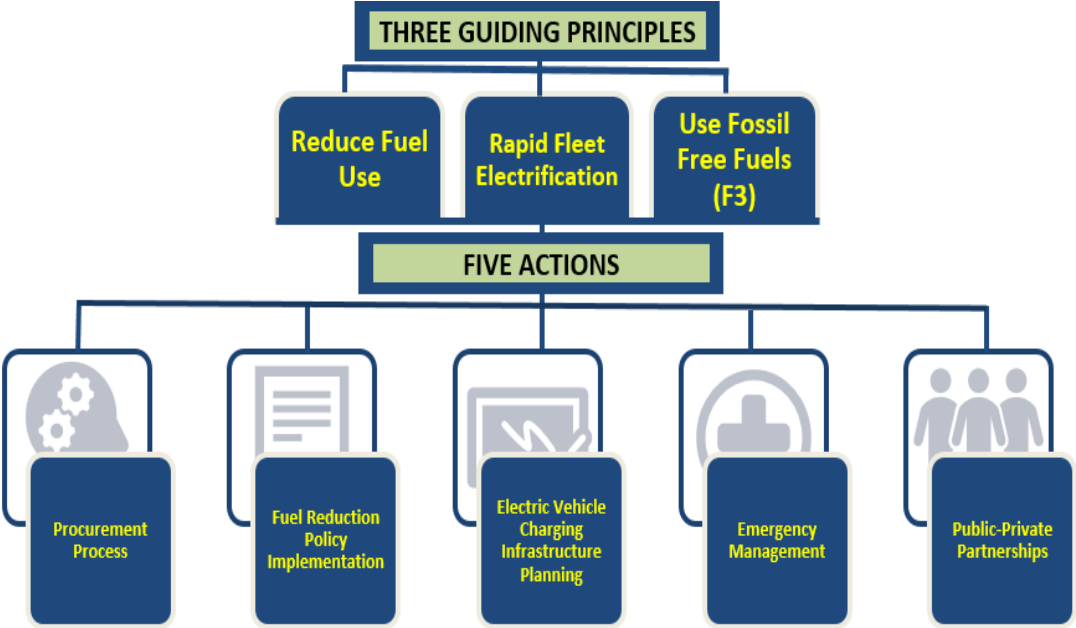 THREE GUIDING PRINCIPLES
Reduce Fuel
Use
Rapid Fleet
Electrification
Use Fossil
Free Fuels
(F3)
FIVE ACTIONS
Procurement
Process
Fuel Reduction
Policy
Implementation
Electric Vehicle
Charging
Infrastructure
Planning
Emergency
Management
Public-Private
Partnerships